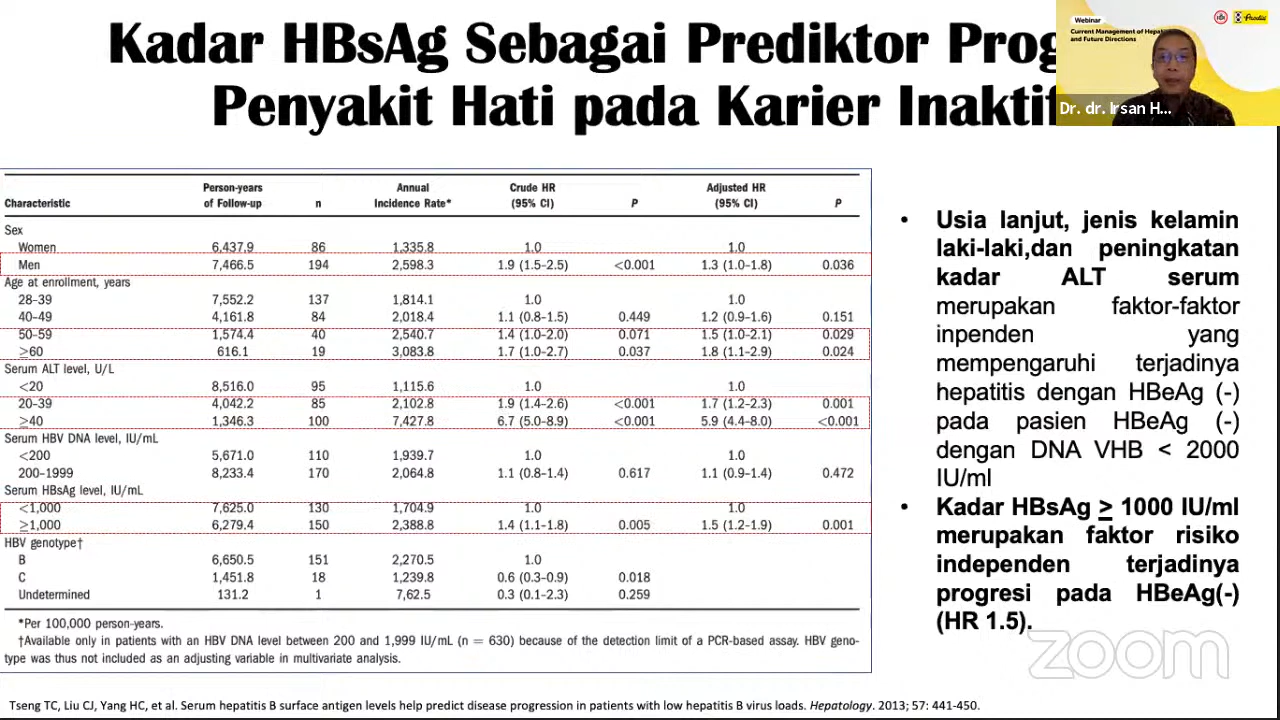 Kadar HBsAg Sebagai Prediktor
Penyakit Hati pada Karier Inaktif
Webinar
Current Management of
and Future Directions
Prodia
Dr. dr. Irsan H...
Characteristic Person-years of Follow-up n Annual Incidence Rate* Crude HR (95% CI) P Adjusted HR (95% CI) P
Sex
Women 6,437.9 86 1,335.8 1.0 1.0
Men 7,466.5 194 2,598.3 1.9 (1.5–2.5) <0.001 1.3 (1.0–1.8) 0.036
Age at enrollment, years
28–39 7,552.2 137 1,814.1 1.0 1.0
40–49 4,161.8 84 2,018.4 1.1 (0.8–1.5) 0.449 1.2 (0.9–1.6) 0.151
50–59 1,574.4 40 2,540.7 1.4 (1.0–2.0) 0.071 1.5 (1.0–2.1) 0.029
≥60 616.1 19 3,083.8 1.7 (1.0–2.7) 0.037 1.8 (1.1–2.9) 0.024
Serum ALT level, U/L
<20 8,516.0 95 1,115.6 1.0 1.0
20–39 4,042.2 85 2,102.8 1.9 (1.4–2.6) <0.001 1.7 (1.2–2.3) 0.001
≥40 1,346.3 100 7,427.8 6.7 (5.0–8.9) <0.001 5.9 (4.4–8.0) <0.001
Serum HBV DNA level, IU/mL
<200 5,671.0 110 1,939.7 1.0 1.0
200–1999 8,233.4 170 2,064.8 1.1 (0.8–1.4) 0.617 1.1 (0.9–1.4) 0.472
Serum HBsAg level, IU/mL
<1,000 7,625.0 130 1,704.9 1.0 1.0
≥1,000 6,279.4 150 2,388.8 1.4 (1.1–1.8) 0.005 1.5 (1.2–1.9) 0.001
HBV genotype†
B 6,650.5 151 2,270.5 1.0
C 1,451.8 18 1,239.8 0.6 (0.3–0.9) 0.018
Undetermined 131.2 1 7,62.5 0.3 (0.1–2.3) 0.259
*Per 100,000 person-years.
†Available only in patients with an HBV DNA level between 200 and 1,999 IU/mL (n = 630) because of the detection limit of a PCR-based assay. HBV geno-
type was thus not included as an adjusting variable in multivariate analysis.
• Usia lanjut, jenis kelamin
laki-laki,dan peningkatan
kadar ALT serum
merupakan faktor-faktor
inpenden yang
mempengaruhi terjadinya
hepatitis dengan HBeAg (-)
pada pasien HBeAg (-)
dengan DNA VHB < 2000
IU/ml
• Kadar HBsAg ≥ 1000 IU/ml
merupakan faktor risiko
independen terjadinya
progresi pada HBeAg(-)
(HR 1.5).
zoom
Tseng TC, Liu CJ, Yang HC, et al. Serum hepatitis B surface antigen levels help predict disease progression in patients with low hepatitis B virus loads. Hepatology. 2013; 57: 441-450.